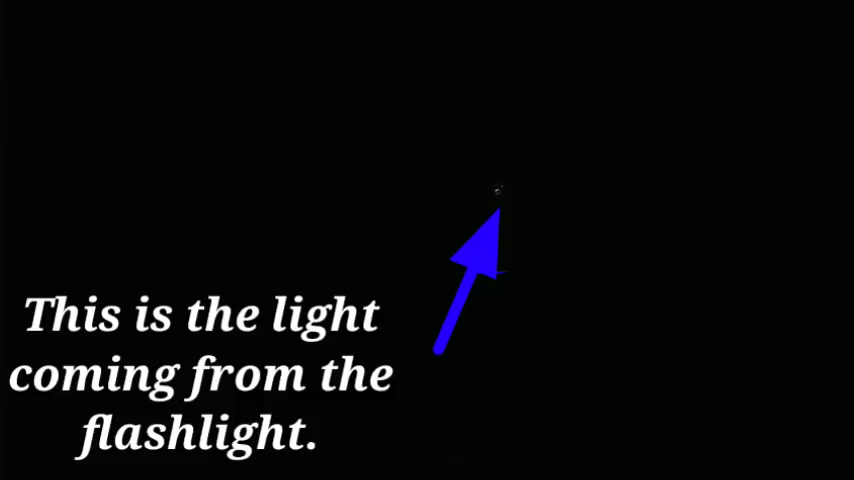 This is the light
coming from the
flashlight.